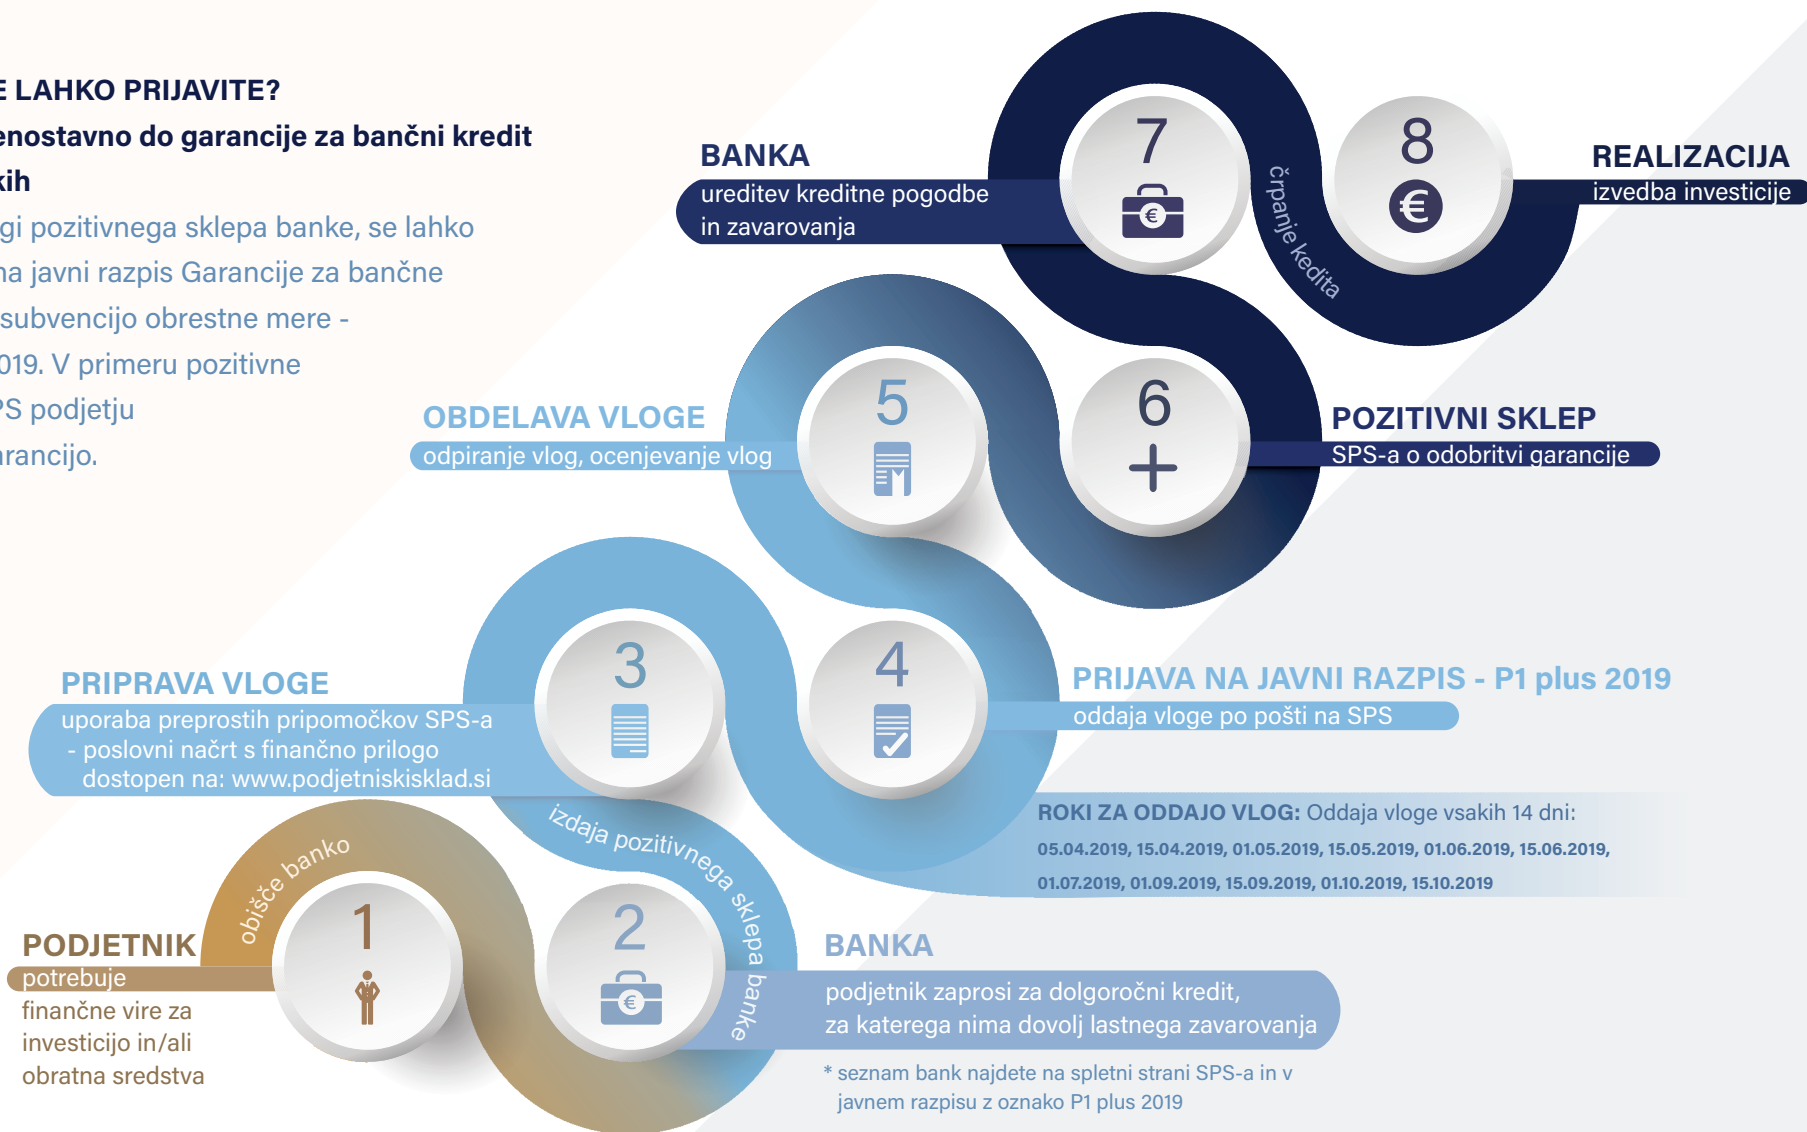 E LAHKO PRIJAVITE?
enostavno do garancije za bančni kredit
kih
gi pozitivnega sklepa banke, se lahko
na javni razpis Garancije za bančne
subvencijo obrestne mere -
019. V primeru pozitivne
PS podjetju
arancijo.
7
BANKA
ureditev kreditne pogodbe
in zavarovanja
črpanje kedita
8
REALIZACIJA
izvedba investicije
5
OBDELAVA VLOGE
odpiranje vlog, ocenjevanje vlog
6
POZITIVNI SKLEP
SPS-a o odobritvi garancije
3
PRIPRAVA VLOGE
uporaba preprostih pripomočkov SPS-a
- poslovni načrt s finančno prilogo
dostopen na: www.podjetniskisklad.si
4
PRIJAVA NA JAVNI RAZPIS - P1 plus 2019
oddaja vloge po pošti na SPS
ROKI ZA ODDAJO VLOG: Oddaja vloge vsakih 14 dni:
05.04.2019, 15.04.2019, 01.05.2019, 15.05.2019, 01.06.2019, 15.06.2019,
01.07.2019, 01.09.2019, 15.09.2019, 01.10.2019, 15.10.2019
izdaja pozitivnega sklepa banke
obišče banko
1
PODJETNIK
potrebuje
finančne vire za
investicijo in/ali
obratna sredstva
2
BANKA
podjetnik zaprosi za dolgoročni kredit,
za katerega nima dovolj lastnega zavarovanja
* seznam bank najdete na spletni strani SPS-a in v
javnem razpisu z oznako P1 plus 2019